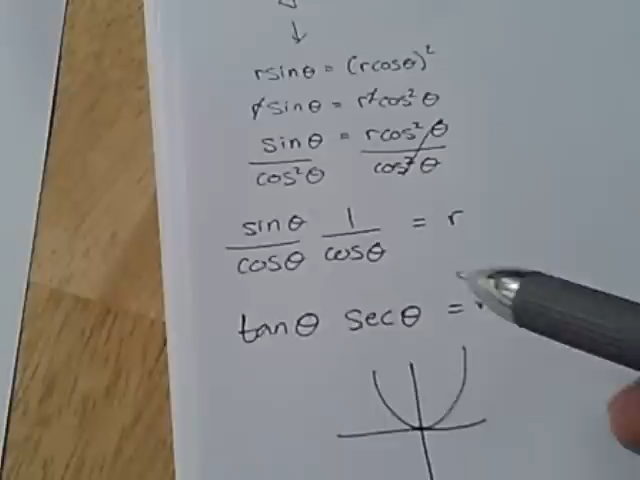 ↓
rsinθ = (rcosθ)²
rsinθ = r²cos²θ
sinθ = rcos²θ
cos²θ cos²θ
sinθ 1 = r
cosθ cosθ
tanθ secθ =